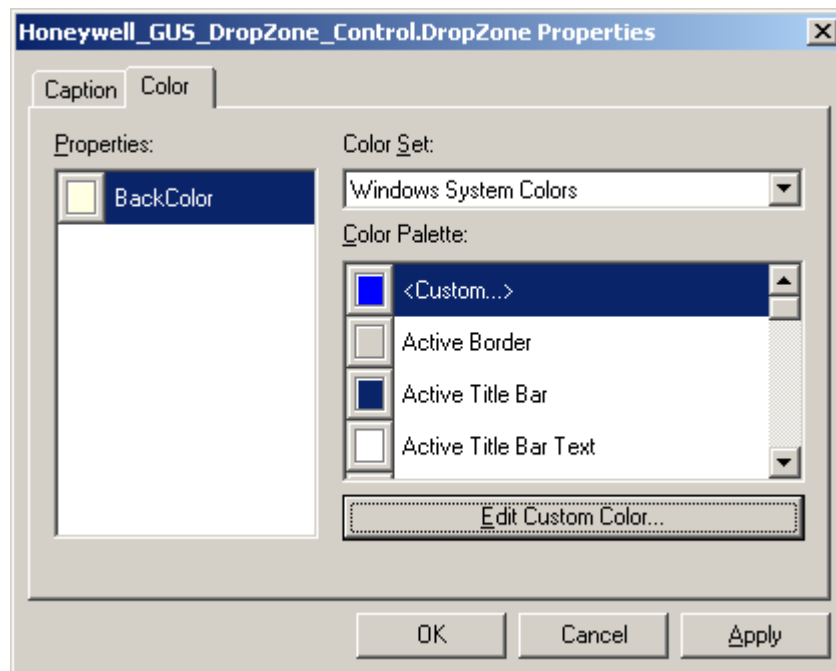 Honeywell_GUS_DropZone_Control.DropZone Properties
Caption
Color
Properties:
BackColor
Color Set:
Windows System Colors
Color Palette:
<Custom...>
Active Border
Active Title Bar
Active Title Bar Text
Edit Custom Color...
OK
Cancel
Apply